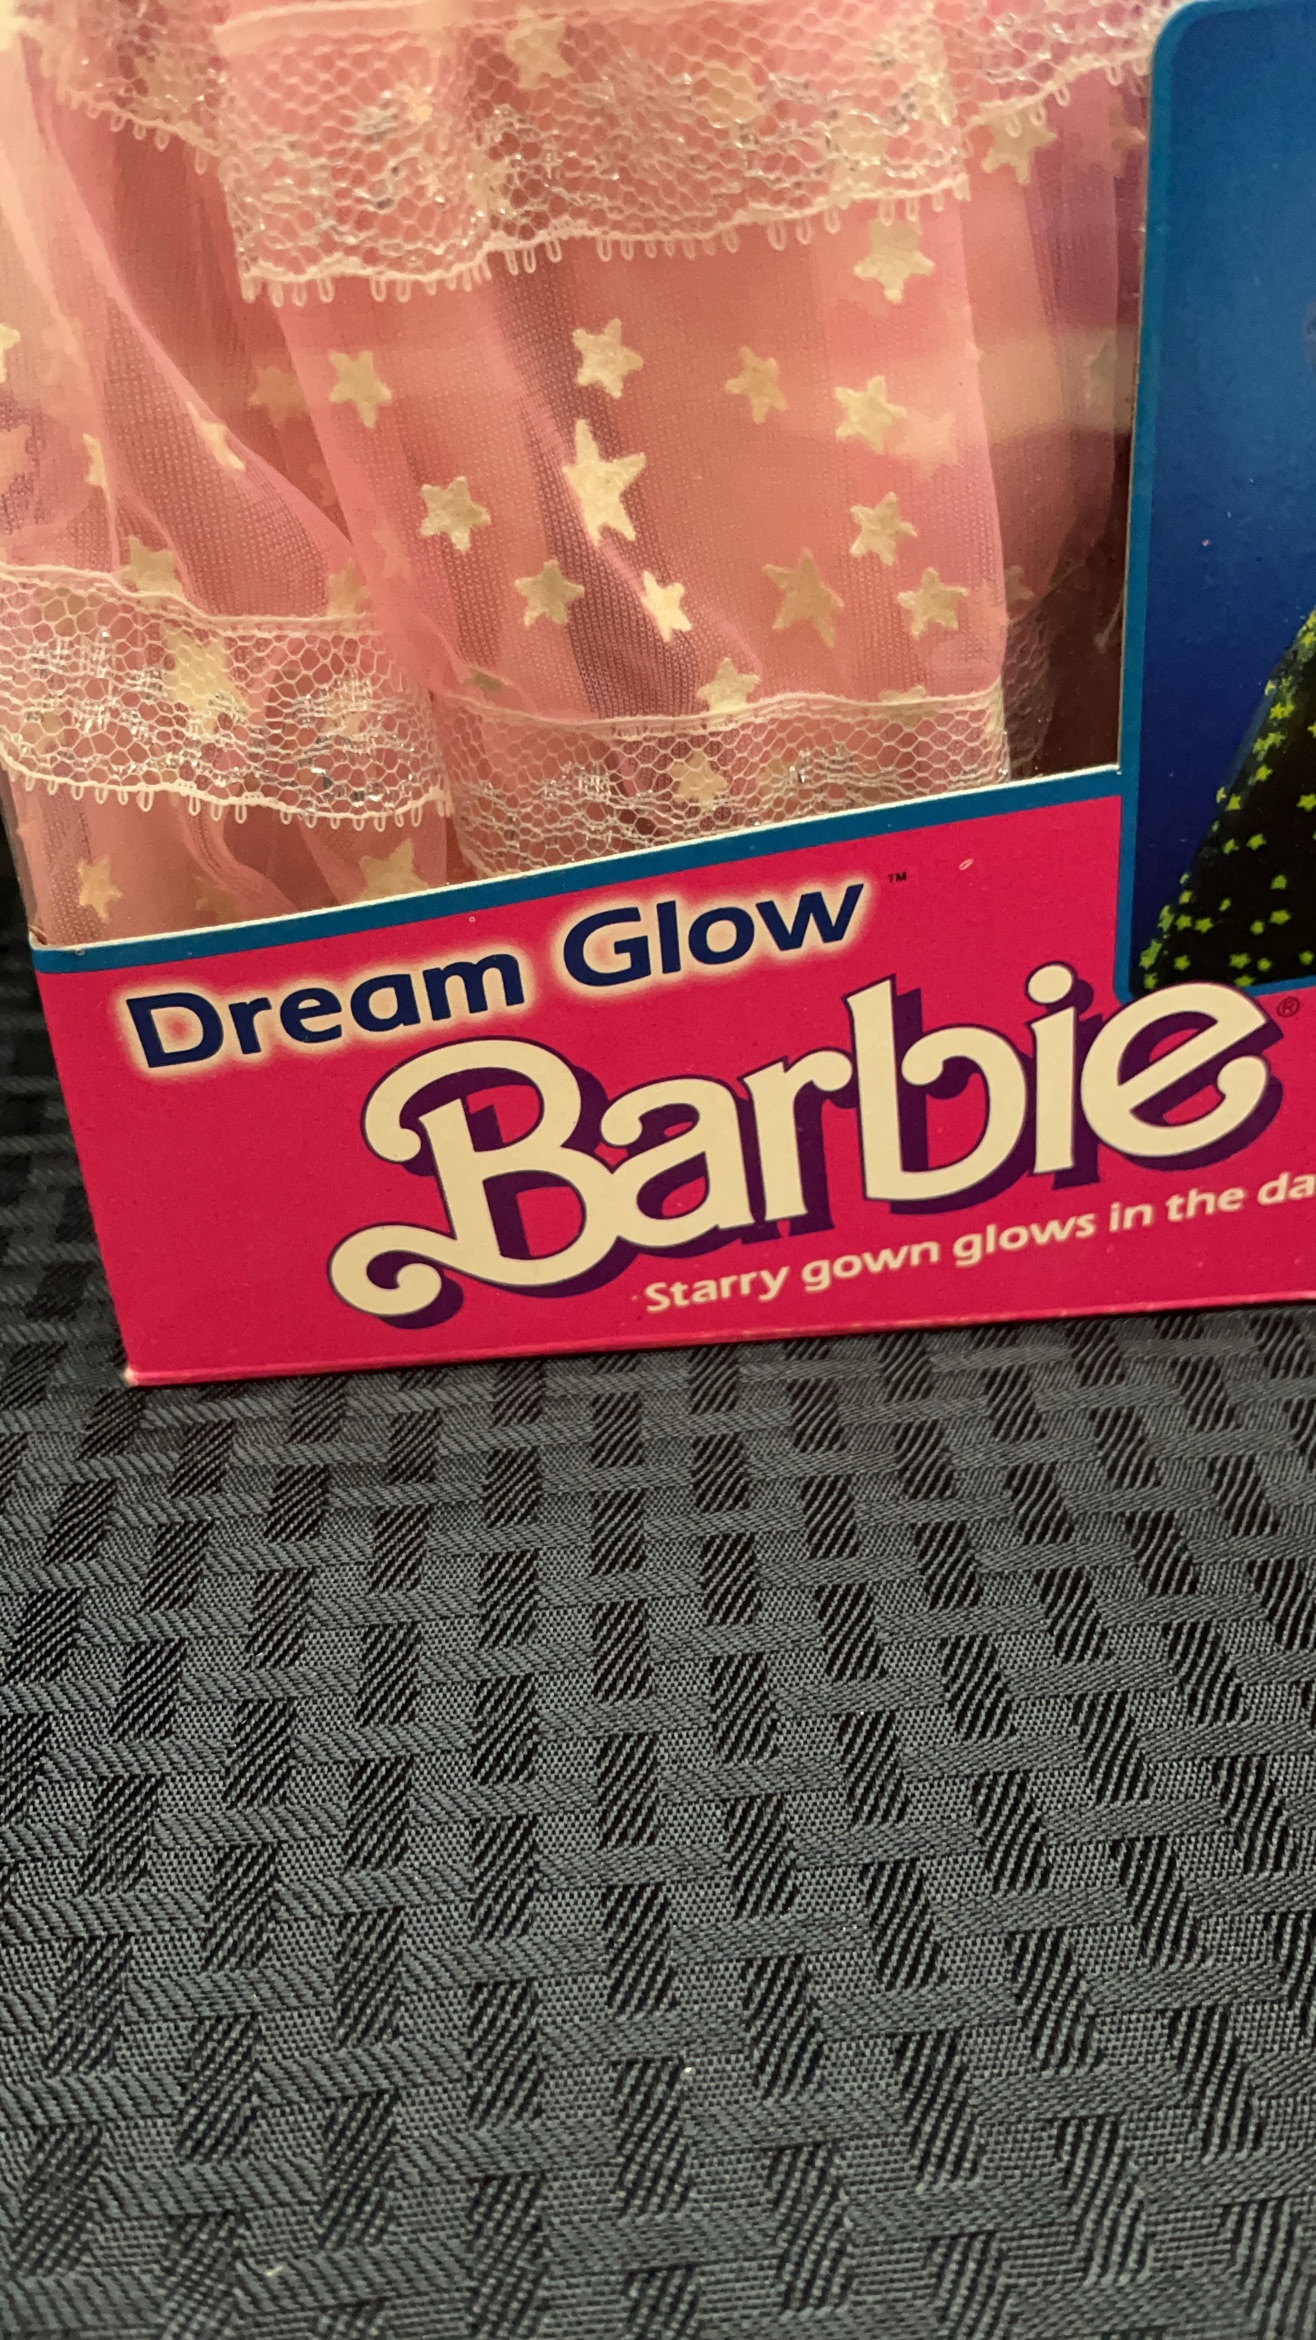 Dream Glow™
Barbie®
Starry gown glows in the da